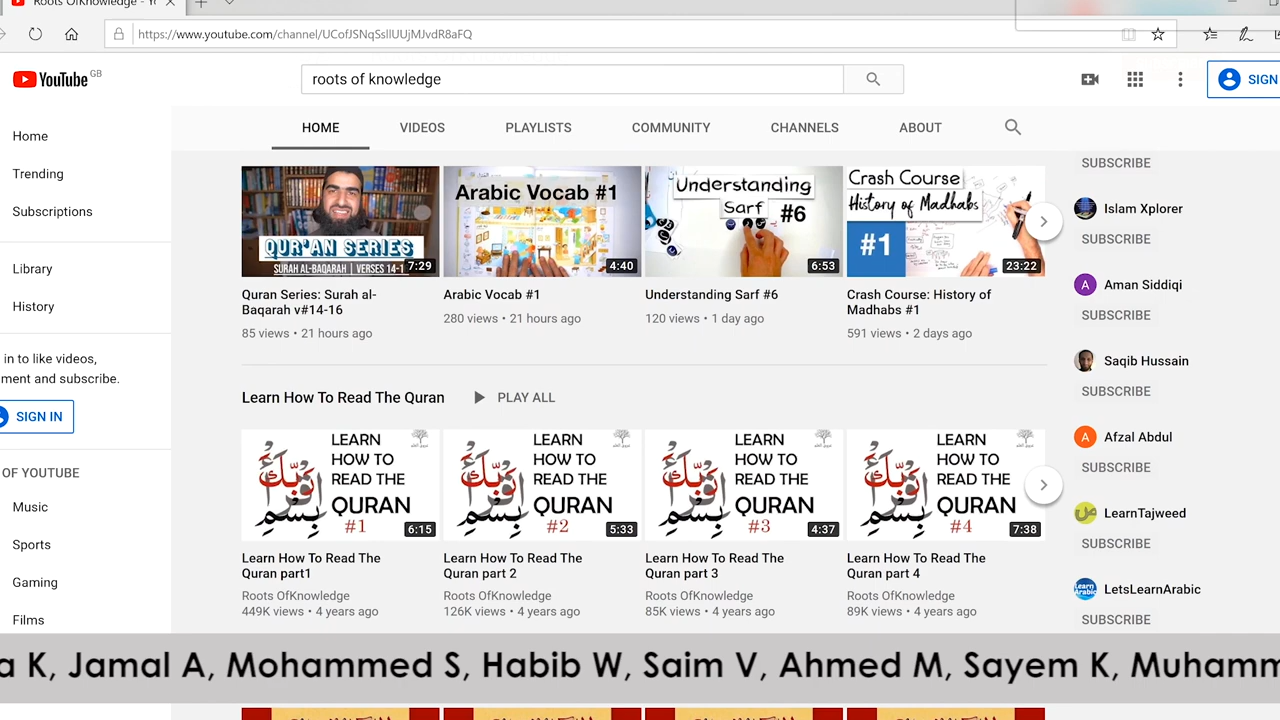 Roots OfKnowledge - Yo
https://www.youtube.com/channel/UCofJSNqSsllUUjMJvdR8aFQ
YouTube GB
roots of knowledge
SIGN
HOME VIDEOS PLAYLISTS COMMUNITY CHANNELS ABOUT
Home
Trending
Subscriptions
Library
History
in to like videos,
ment and subscribe.
SIGN IN
OF YOUTUBE
Music
Sports
Gaming
Films
QUR'AN SERIES
SURAH AL-BAQARAH | VERSES 14-1
7:29
Arabic Vocab #1
4:40
Understanding
Sarf #6
6:53
Crash Course
History of Madhabs
#1
23:22
Quran Series: Surah al-
Baqarah v#14-16
85 views • 21 hours ago
Arabic Vocab #1
280 views • 21 hours ago
Understanding Sarf #6
120 views • 1 day ago
Crash Course: History of
Madhabs #1
591 views • 2 days ago
Learn How To Read The Quran PLAY ALL
LEARN
HOW TO
READ THE
QURAN
#1
6:15
LEARN
HOW TO
READ THE
QURAN
#2
5:33
LEARN
HOW TO
READ THE
QURAN
#3
4:37
LEARN
HOW TO
READ THE
QURAN
#4
7:38
Learn How To Read The
Quran part1
Roots OfKnowledge
449K views • 4 years ago
Learn How To Read The
Quran part 2
Roots OfKnowledge
126K views • 4 years ago
Learn How To Read The
Quran part 3
Roots OfKnowledge
85K views • 4 years ago
Learn How To Read The
Quran part 4
Roots OfKnowledge
89K views • 4 years ago
SUBSCRIBE
Islam Xplorer
SUBSCRIBE
Aman Siddiqi
SUBSCRIBE
Saqib Hussain
SUBSCRIBE
Afzal Abdul
SUBSCRIBE
LearnTajweed
SUBSCRIBE
LetsLearnArabic
SUBSCRIBE
a K, Jamal A, Mohammed S, Habib W, Saim V, Ahmed M, Sayem K, Muhamm